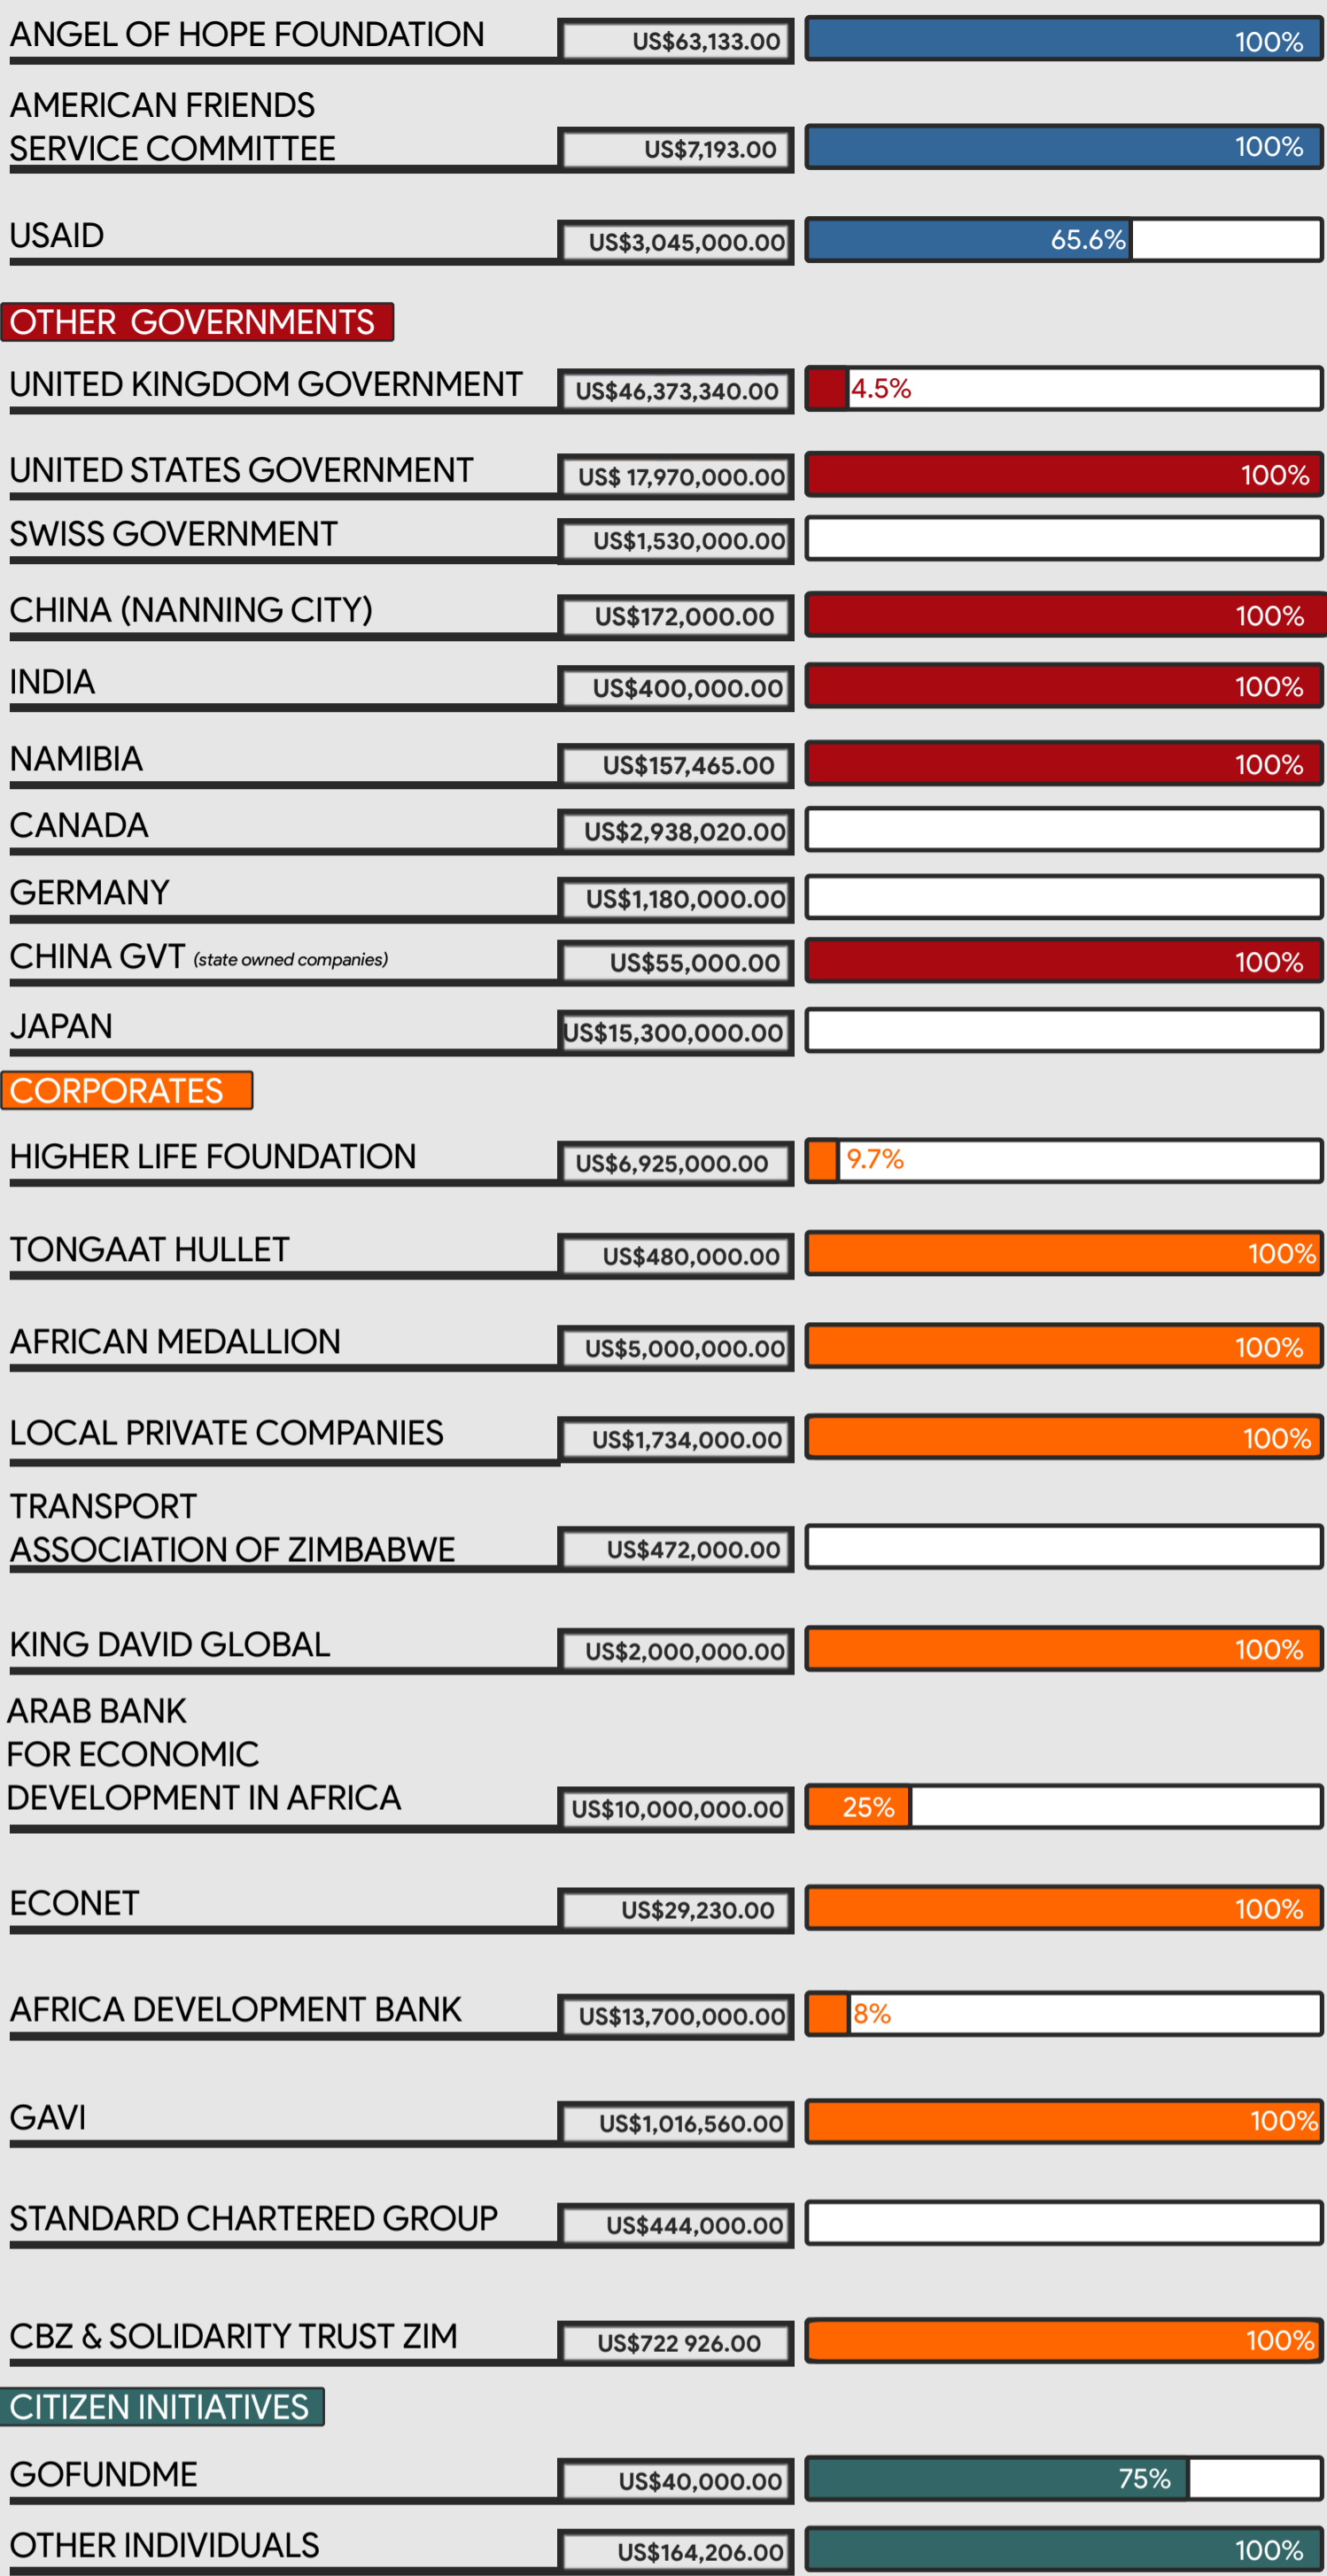 ANGEL OF HOPE FOUNDATION US$63,133.00 100%
AMERICAN FRIENDS
SERVICE COMMITTEE US$7,193.00 100%
USAID US$3,045,000.00 65.6%
OTHER GOVERNMENTS
UNITED KINGDOM GOVERNMENT US$46,373,340.00 4.5%
UNITED STATES GOVERNMENT US$ 17,970,000.00 100%
SWISS GOVERNMENT US$1,530,000.00
CHINA (NANNING CITY) US$172,000.00 100%
INDIA US$400,000.00 100%
NAMIBIA US$157,465.00 100%
CANADA US$2,938,020.00
GERMANY US$1,180,000.00
CHINA GVT (state owned companies) US$55,000.00 100%
JAPAN US$15,300,000.00
CORPORATES
HIGHER LIFE FOUNDATION US$6,925,000.00 9.7%
TONGAAT HULLET US$480,000.00 100%
AFRICAN MEDALLION US$5,000,000.00 100%
LOCAL PRIVATE COMPANIES US$1,734,000.00 100%
TRANSPORT
ASSOCIATION OF ZIMBABWE US$472,000.00
KING DAVID GLOBAL US$2,000,000.00 100%
ARAB BANK
FOR ECONOMIC
DEVELOPMENT IN AFRICA US$10,000,000.00 25%
ECONET US$29,230.00 100%
AFRICA DEVELOPMENT BANK US$13,700,000.00 8%
GAVI US$1,016,560.00 100%
STANDARD CHARTERED GROUP US$444,000.00
CBZ & SOLIDARITY TRUST ZIM US$722 926.00 100%
CITIZEN INITIATIVES
GOFUNDME US$40,000.00 75%
OTHER INDIVIDUALS US$164,206.00 100%